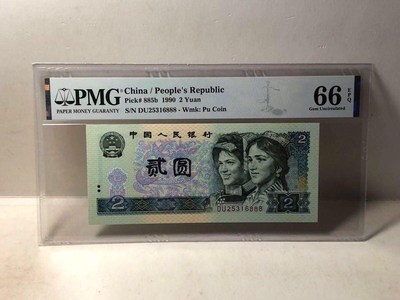 PMG
PAPER MONEY GUARANTY
China / People's Republic
Pick# 885b 1990 2 Yuan
S/N DU25316888 - Wmk: Pu Coin
66 EPQ
Gem Uncirculated
中国人民银行
贰圆
2
2
2
DU25316888